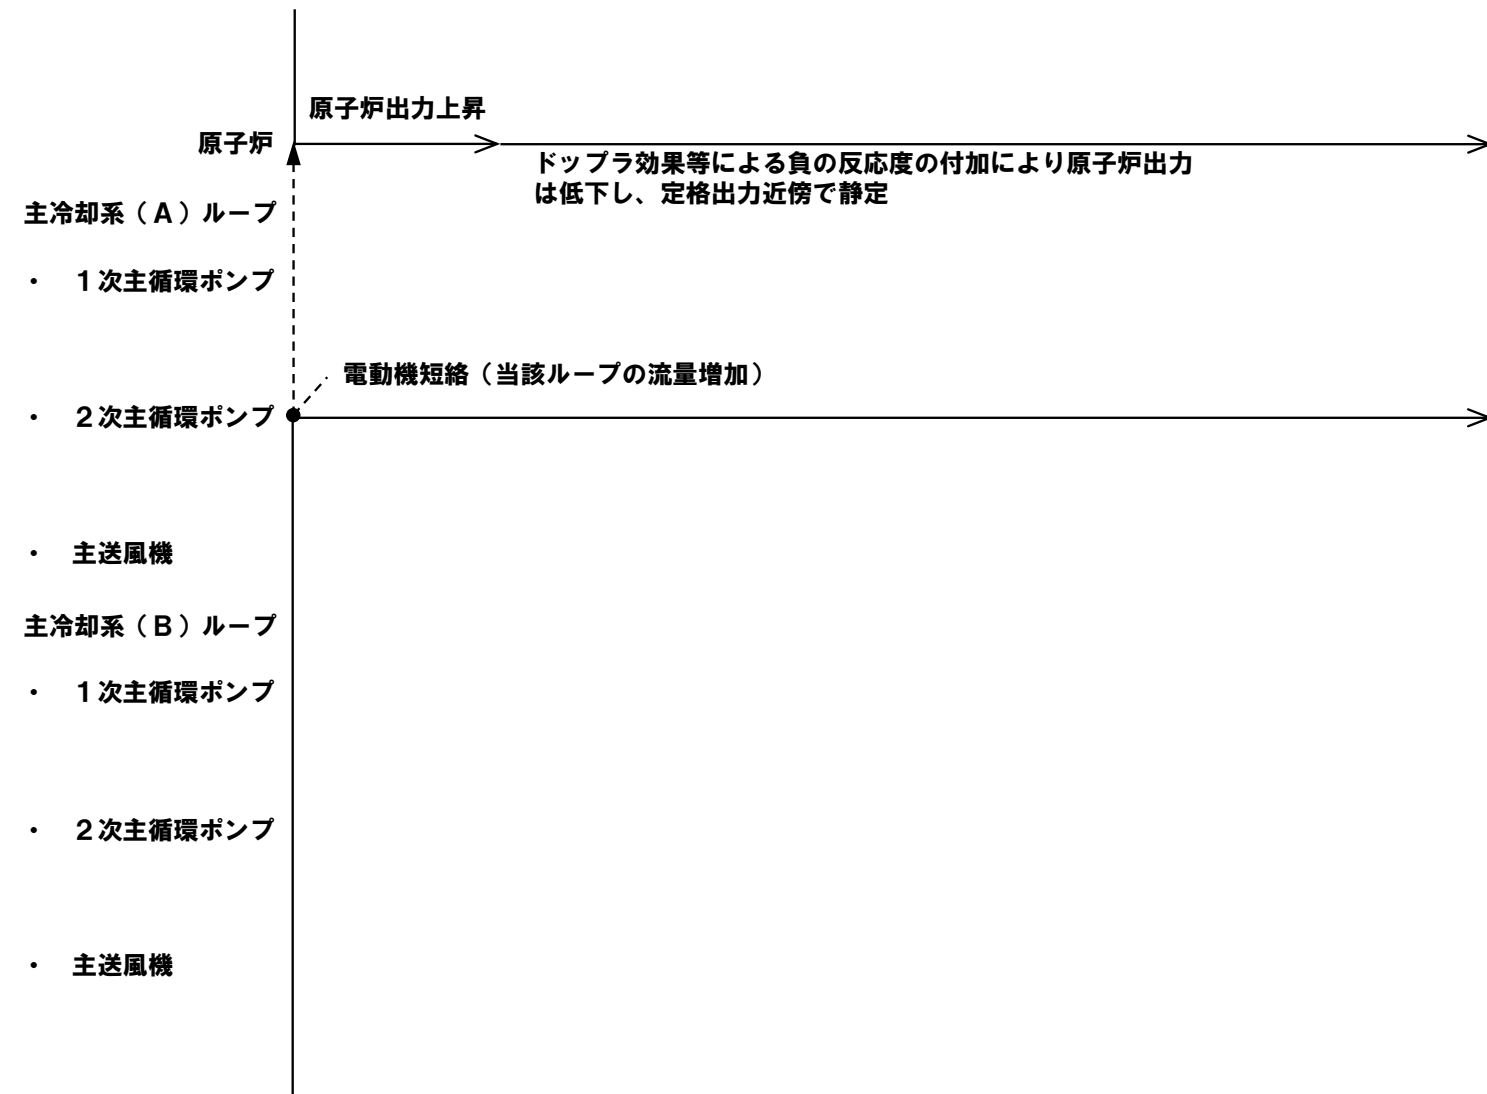 原子炉出力上昇
原子炉
ドップラ効果等による負の反応度の付加により原子炉出力
は低下し、定格出力近傍で静定
主冷却系（Ａ）ループ
・　１次主循環ポンプ
電動機短絡（当該ループの流量増加）
・　２次主循環ポンプ
・　主送風機
主冷却系（Ｂ）ループ
・　１次主循環ポンプ
・　２次主循環ポンプ
・　主送風機